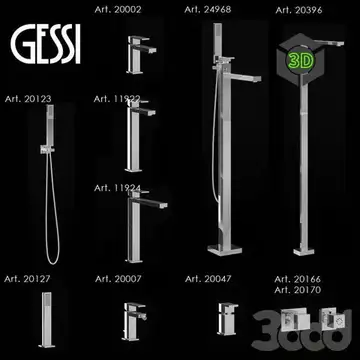 GESSI
Art. 20002
Art. 24968
Art. 20396
3D
Art. 20123
Art. 11922
Art. 11924
Art. 20127
Art. 20007
Art. 20047
Art. 20166
Art. 20170
3ddd